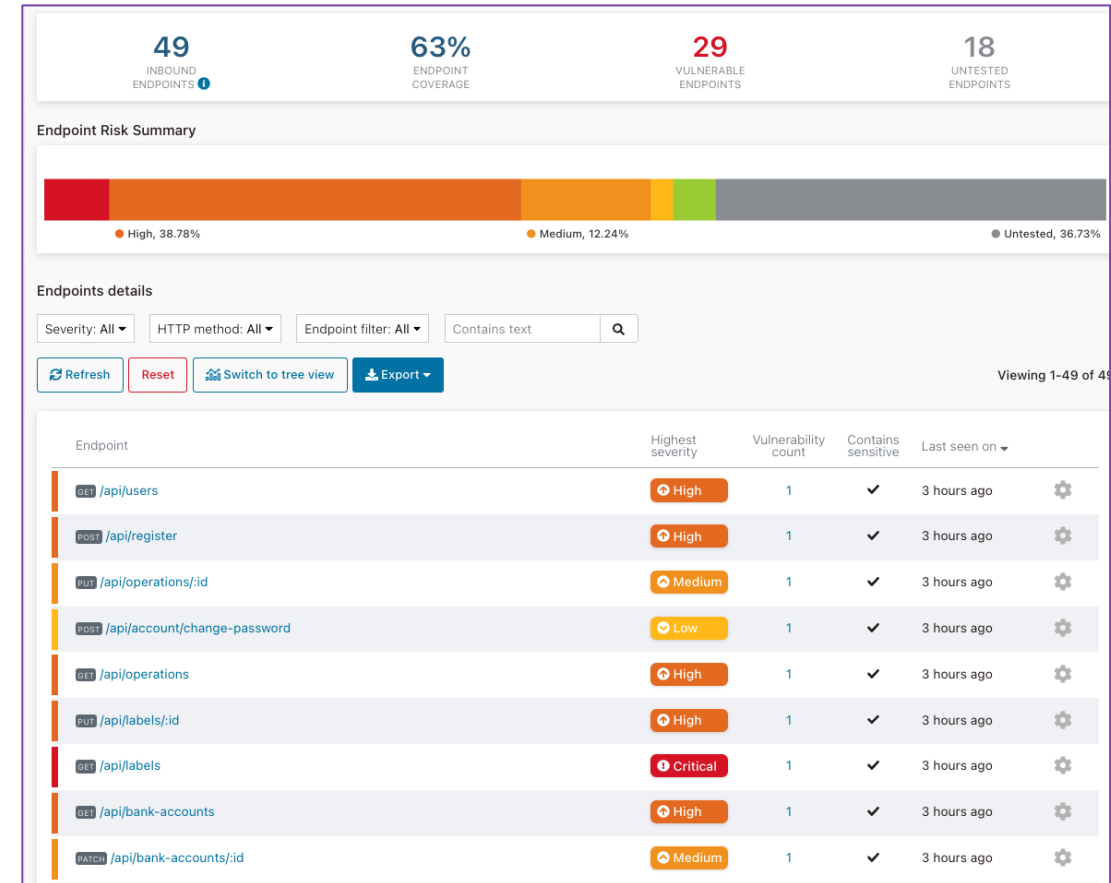 49 63% 29 18
INBOUND ENDPOINT VULNERABLE UNTESTED
ENDPOINTS COVERAGE ENDPOINTS ENDPOINTS
Endpoint Risk Summary
High, 38.78% Medium, 12.24% Untested, 36.73%
Endpoints details
Severity: All HTTP method: All Endpoint filter: All Contains text
Refresh Reset Switch to tree view Export Viewing 1-49 of 49
Endpoint Highest severity Vulnerability count Contains sensitive Last seen on
GET /api/users High 1 3 hours ago
POST /api/register High 1 3 hours ago
PUT /api/operations/:id Medium 1 3 hours ago
POST /api/account/change-password Low 1 3 hours ago
GET /api/operations High 1 3 hours ago
PUT /api/labels/:id High 1 3 hours ago
GET /api/labels Critical 1 3 hours ago
GET /api/bank-accounts High 1 3 hours ago
PATCH /api/bank-accounts/:id Medium 1 3 hours ago